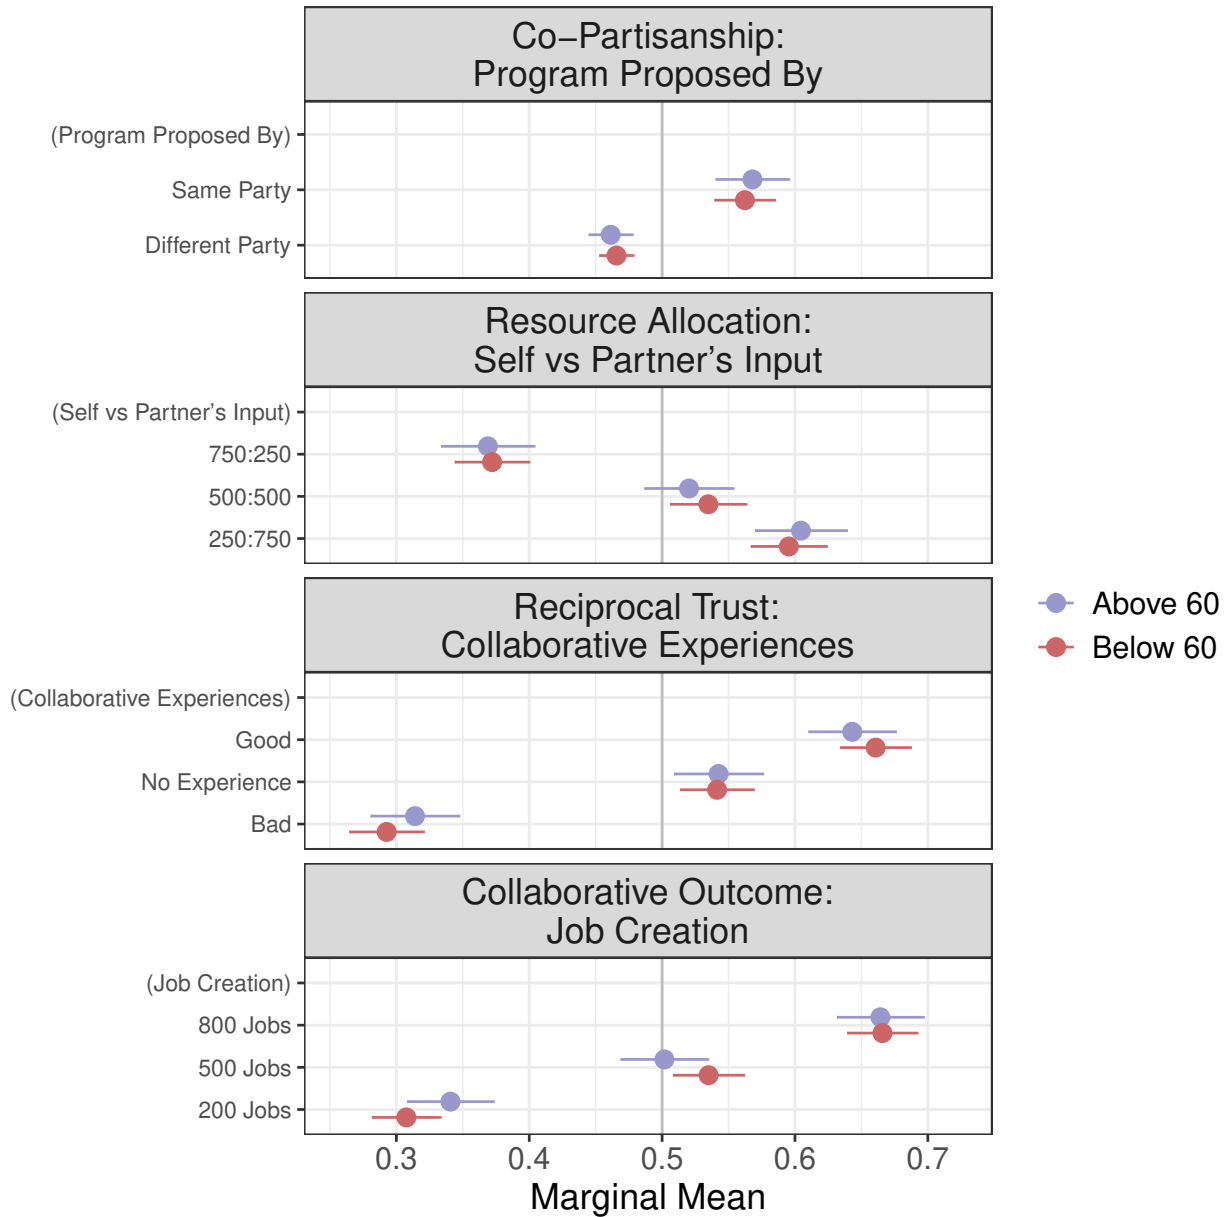 Co−Partisanship:
Program Proposed By
(Program Proposed By)
Same Party
Different Party
Resource Allocation:
Self vs Partner’s Input
(Self vs Partner’s Input)
750:250
500:500
250:750
Reciprocal Trust:
Collaborative Experiences
(Collaborative Experiences)
Good
No Experience
Bad
Above 60
Below 60
Collaborative Outcome:
Job Creation
(Job Creation)
800 Jobs
500 Jobs
200 Jobs
0.3 0.4 0.5 0.6 0.7
Marginal Mean